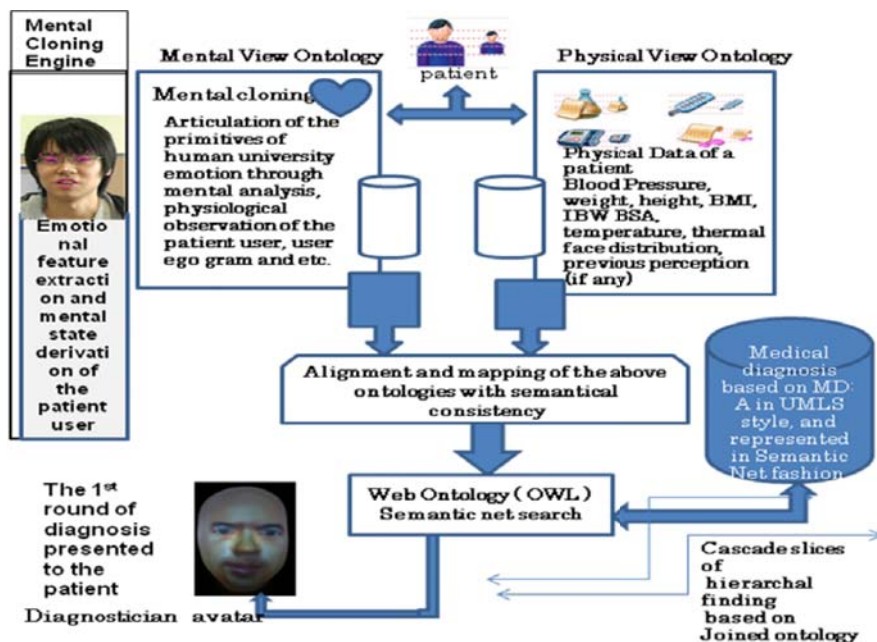 Mental
Cloning
Engine
Emotio
nal
feature
extracti
on and
mental
state
derivati
on of
the
patient
user
Mental View Ontology
Mental cloning
Articulation of the
primitives of
human university
emotion through
mental analysis,
physiological
observation of the
patient user, user
ego gram and etc.
patient
Physical View Ontology
Physical Data of a
patient
Blood Pressure,
weight, height, BMI,
IBW BSA,
temperature, thermal
face distribution,
previous perception
(if any)
Alignment and mapping of the above
ontologies with semantical
consistency
Medical
diagnosis
based on MD:
A in UMLS
style, and
represented
in Semantic
Net fashion
Web Ontology ( OWL )
Semantic net search
The 1st
round of
diagnosis
presented to
the patient
Diagnostician avatar
Cascade slices
of
hierarchal
finding
based on
Joined ontology